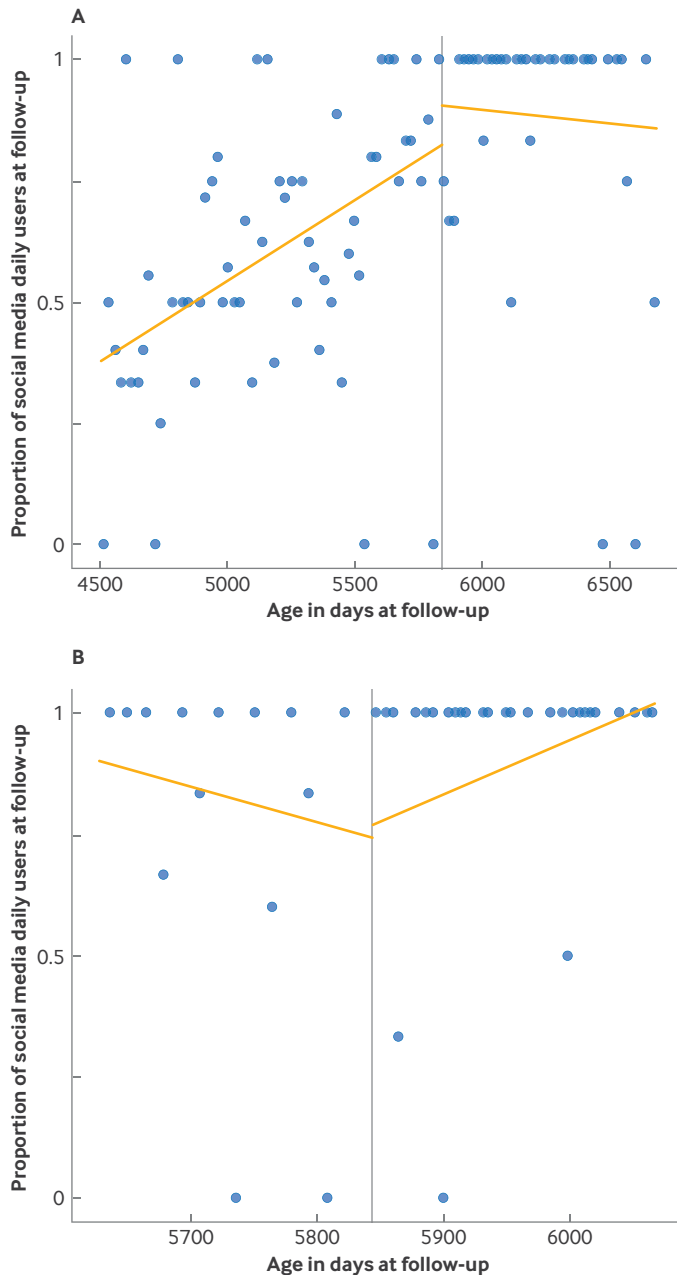 A
Proportion of social media daily users at follow-up
1
0.5
0
4500 5000 5500 6000 6500
Age in days at follow-up
B
Proportion of social media daily users at follow-up
1
0.5
0
5700 5800 5900 6000
Age in days at follow-up